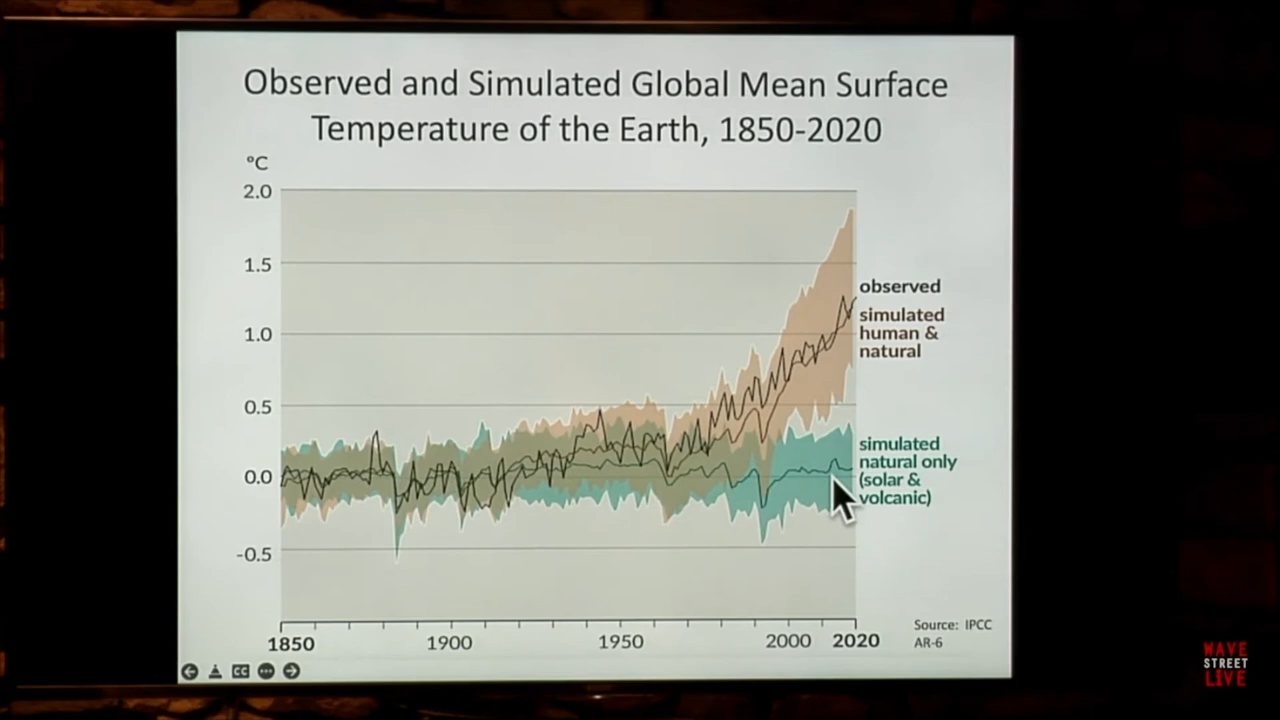 Observed and Simulated Global Mean Surface
Temperature of the Earth, 1850-2020
ºC
2.0
1.5
1.0
0.5
0.0
-0.5
1850
1900
1950
2000
2020
observed
simulated
human &
natural
simulated
natural only
(solar &
volcanic)
Source: IPCC
AR-6
CC
WAVE
STREET
LiVE